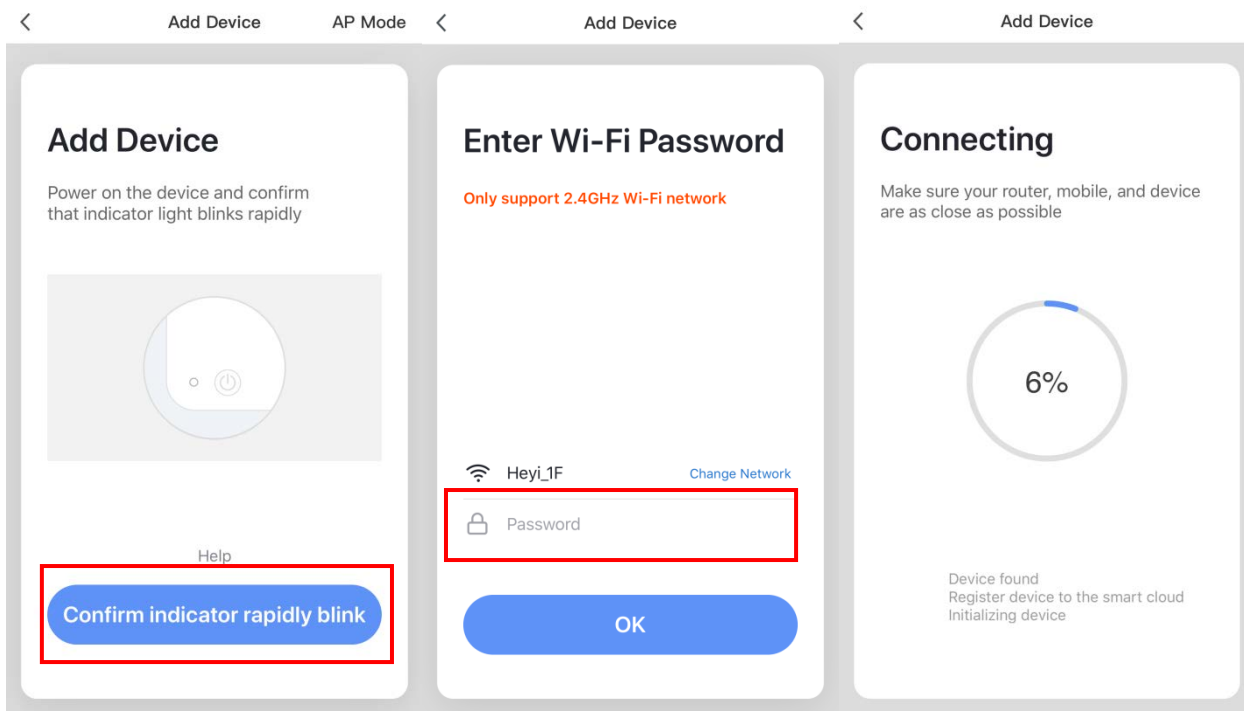 Add Device
AP Mode
Add Device
Power on the device and confirm
that indicator light blinks rapidly
Help
Confirm indicator rapidly blink
Add Device
Enter Wi-Fi Password
Only support 2.4GHz Wi-Fi network
Heyi_1F
Change Network
Password
OK
Add Device
Connecting
Make sure your router, mobile, and device
are as close as possible
6%
Device found
Register device to the smart cloud
Initializing device